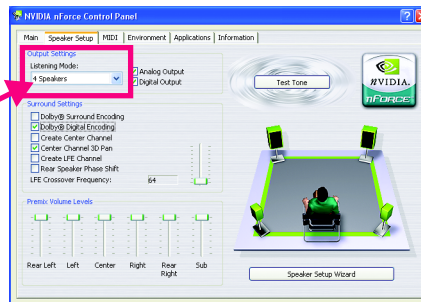 NVIDIA nForce Control Panel
Main
Speaker Setup
MIDI
Environment
Applications
Information
Output Settings
Listening Mode:
4 Speakers
Analog Output
Digital Output
Test Tone
NVIDIA.
nFORCE
Surround Settings
Dolby® Surround Encoding
Dolby® Digital Encoding
Create Center Channel
Center Channel 3D Pan
Create LFE Channel
Rear Speaker Phase Shift
LFE Crossover Frequency:
64
Premix Volume Levels
Rear Left
Left
Center
Right
Rear Right
Sub
Speaker Setup Wizard